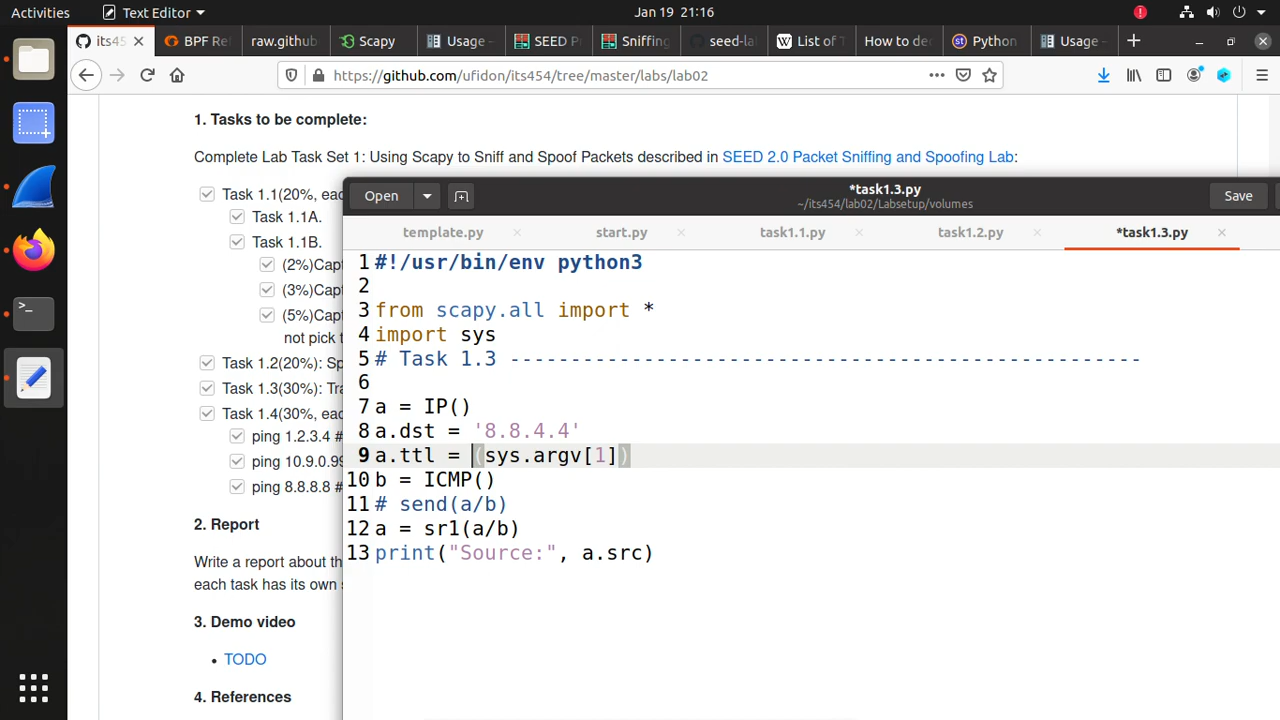 Activities
Text Editor
Jan 19 21:16
its45
BPF Re
raw.github
Scapy
Usage
SEED P
Sniffing
seed-la
List of T
How to de
Python
Usage
https://github.com/ufidon/its454/tree/master/labs/lab02
1. Tasks to be complete:
Complete Lab Task Set 1: Using Scapy to Sniff and Spoof Packets described in SEED 2.0 Packet Sniffing and Spoofing Lab:
Task 1.1(20%, eac
Task 1.1A.
Task 1.1B.
(2%)Capt
(3%)Capt
(5%)Capt
not pick t
Task 1.2(20%): Sp
Task 1.3(30%): Tra
Task 1.4(30%, eac
ping 1.2.3.4 #
ping 10.9.0.99
ping 8.8.8.8 #
2. Report
Write a report about th
each task has its own s
3. Demo video
TODO
4. References
Open
*task1.3.py
~/its454/lab02/Labsetup/volumes
Save
template.py
start.py
task1.1.py
task1.2.py
*task1.3.py
1 #!/usr/bin/env python3
2
3 from scapy.all import *
4 import sys
5 # Task 1.3 ----------------------------------------------------
6
7 a = IP()
8 a.dst = '8.8.4.4'
9 a.ttl = (sys.argv[1])
10 b = ICMP()
11 # send(a/b)
12 a = sr1(a/b)
13 print("Source:", a.src)